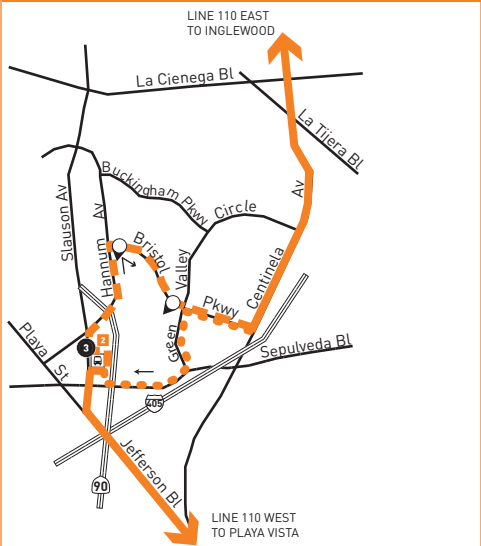 LINE 110 EAST
TO INGLEWOOD
La Cienega Bl
La Tijera Bl
Buckingham Pkwy
Circle
Av
Slauson Av
Hannum Av
Bristol
Pkwy
Valley
Green
Centinela
Sepulveda Bl
3
2
Playa St
405
90
Jefferson Bl
LINE 110 WEST
TO PLAYA VISTA